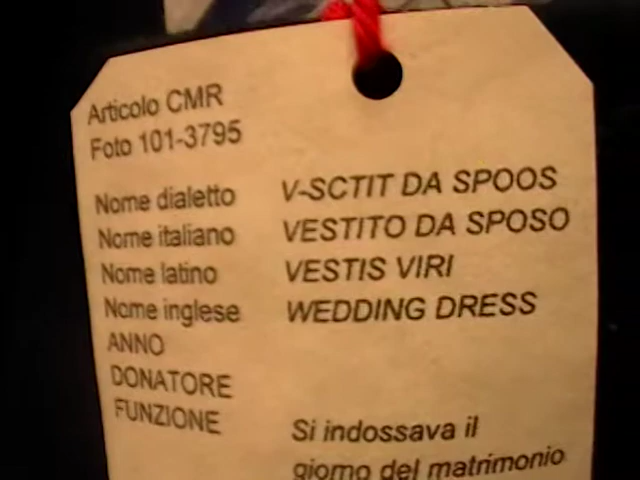 Articolo CMR
Foto 101-3795
Nome dialetto V-SCTIT DA SPOOS
Nome italiano VESTITO DA SPOSO
Nome latino VESTIS VIRI
Nome inglese WEDDING DRESS
ANNO
DONATORE
FUNZIONE
Si indossava il
giorno del matrimonio